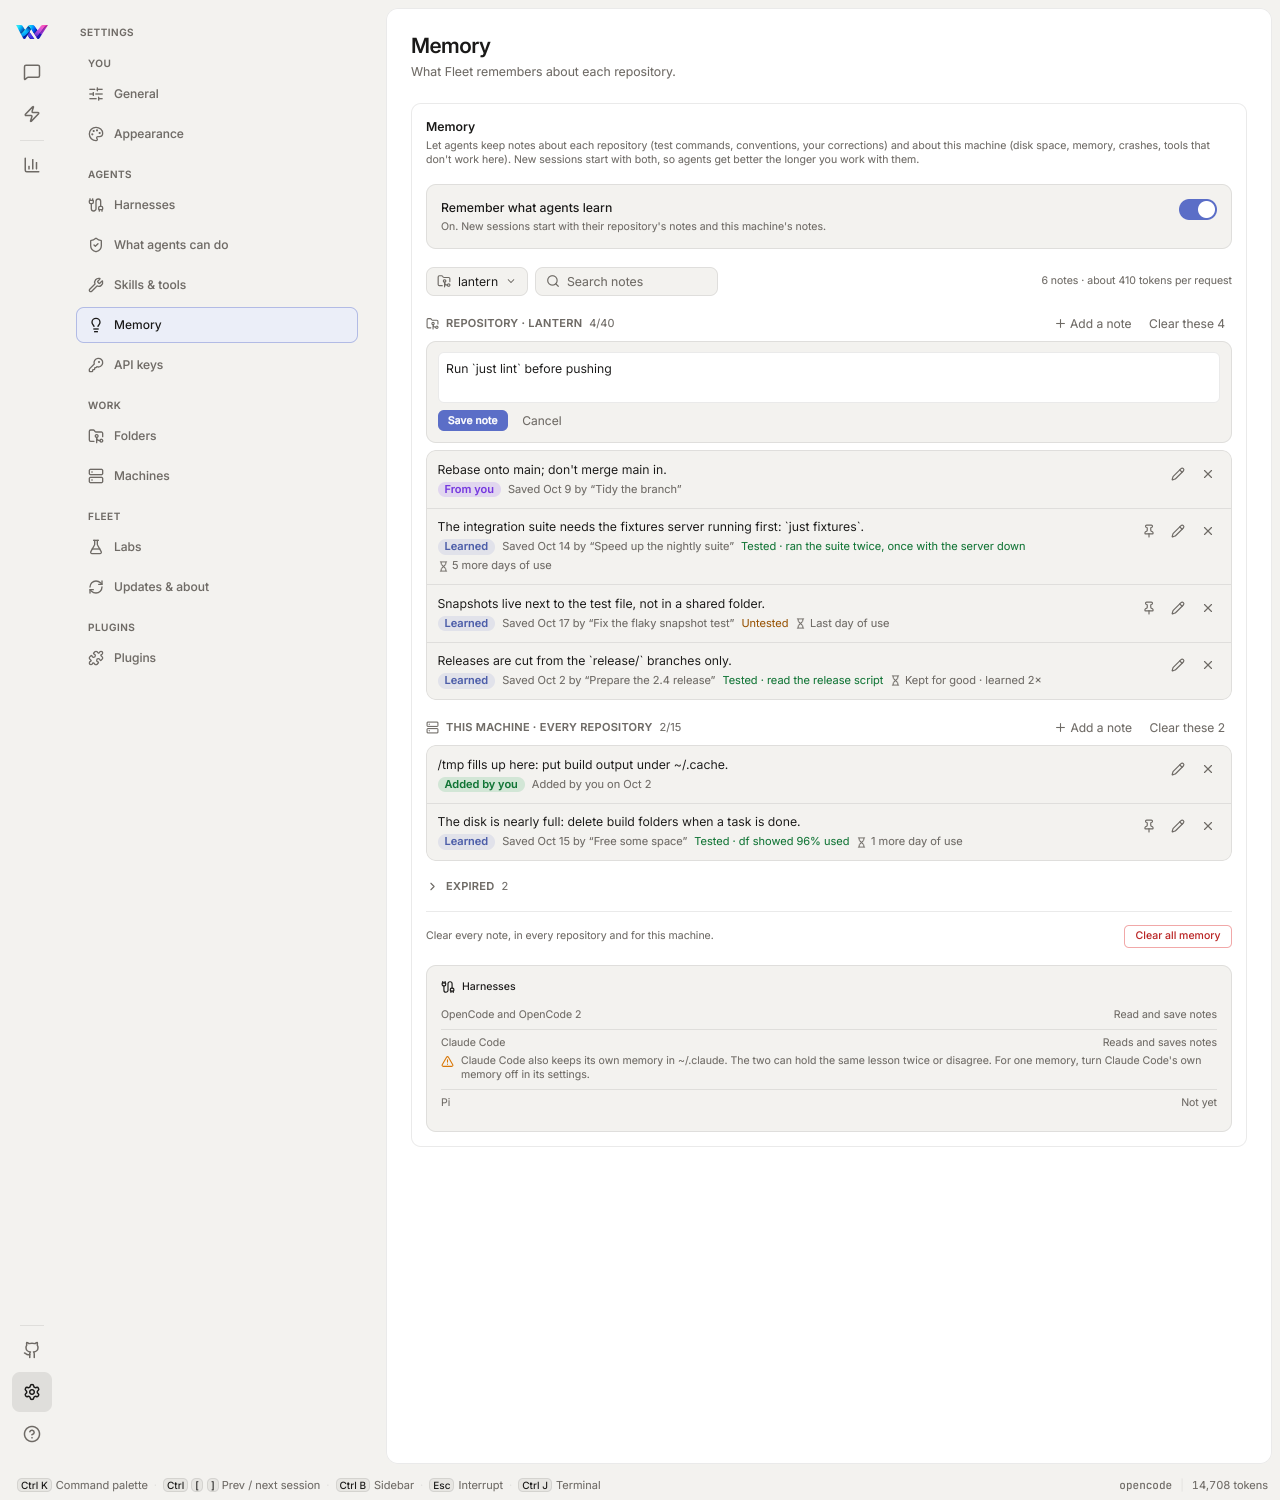 SETTINGS
YOU
General
Appearance
AGENTS
Harnesses
What agents can do
Skills & tools
Memory
API keys
WORK
Folders
Machines
FLEET
Labs
Updates & about
PLUGINS
Plugins
Memory
What Fleet remembers about each repository.
Memory
Let agents keep notes about each repository (test commands, conventions, your corrections) and about this machine (disk space, memory, crashes, tools that
don't work here). New sessions start with both, so agents get better the longer you work with them.
Remember what agents learn
On. New sessions start with their repository's notes and this machine's notes.
lantern
Search notes
6 notes · about 410 tokens per request
REPOSITORY · LANTERN 4/40
Add a note
Clear these 4
Run `just lint` before pushing
Save note
Cancel
Rebase onto main; don't merge main in.
From you Saved Oct 9 by “Tidy the branch”
The integration suite needs the fixtures server running first: `just fixtures`.
Learned Saved Oct 14 by “Speed up the nightly suite” Tested · ran the suite twice, once with the server down
5 more days of use
Snapshots live next to the test file, not in a shared folder.
Learned Saved Oct 17 by “Fix the flaky snapshot test” Untested Last day of use
Releases are cut from the `release/` branches only.
Learned Saved Oct 2 by “Prepare the 2.4 release” Tested · read the release script Kept for good · learned 2×
THIS MACHINE · EVERY REPOSITORY 2/15
Add a note
Clear these 2
/tmp fills up here: put build output under ~/.cache.
Added by you Added by you on Oct 2
The disk is nearly full: delete build folders when a task is done.
Learned Saved Oct 15 by “Free some space” Tested · df showed 96% used 1 more day of use
EXPIRED 2
Clear every note, in every repository and for this machine.
Clear all memory
Harnesses
OpenCode and OpenCode 2 Read and save notes
Claude Code Reads and saves notes
Claude Code also keeps its own memory in ~/.claude. The two can hold the same lesson twice or disagree. For one memory, turn Claude Code's own
memory off in its settings.
Pi Not yet
Ctrl K Command palette Ctrl [ ] Prev / next session Ctrl B Sidebar Esc Interrupt Ctrl J Terminal
opencode 14,708 tokens